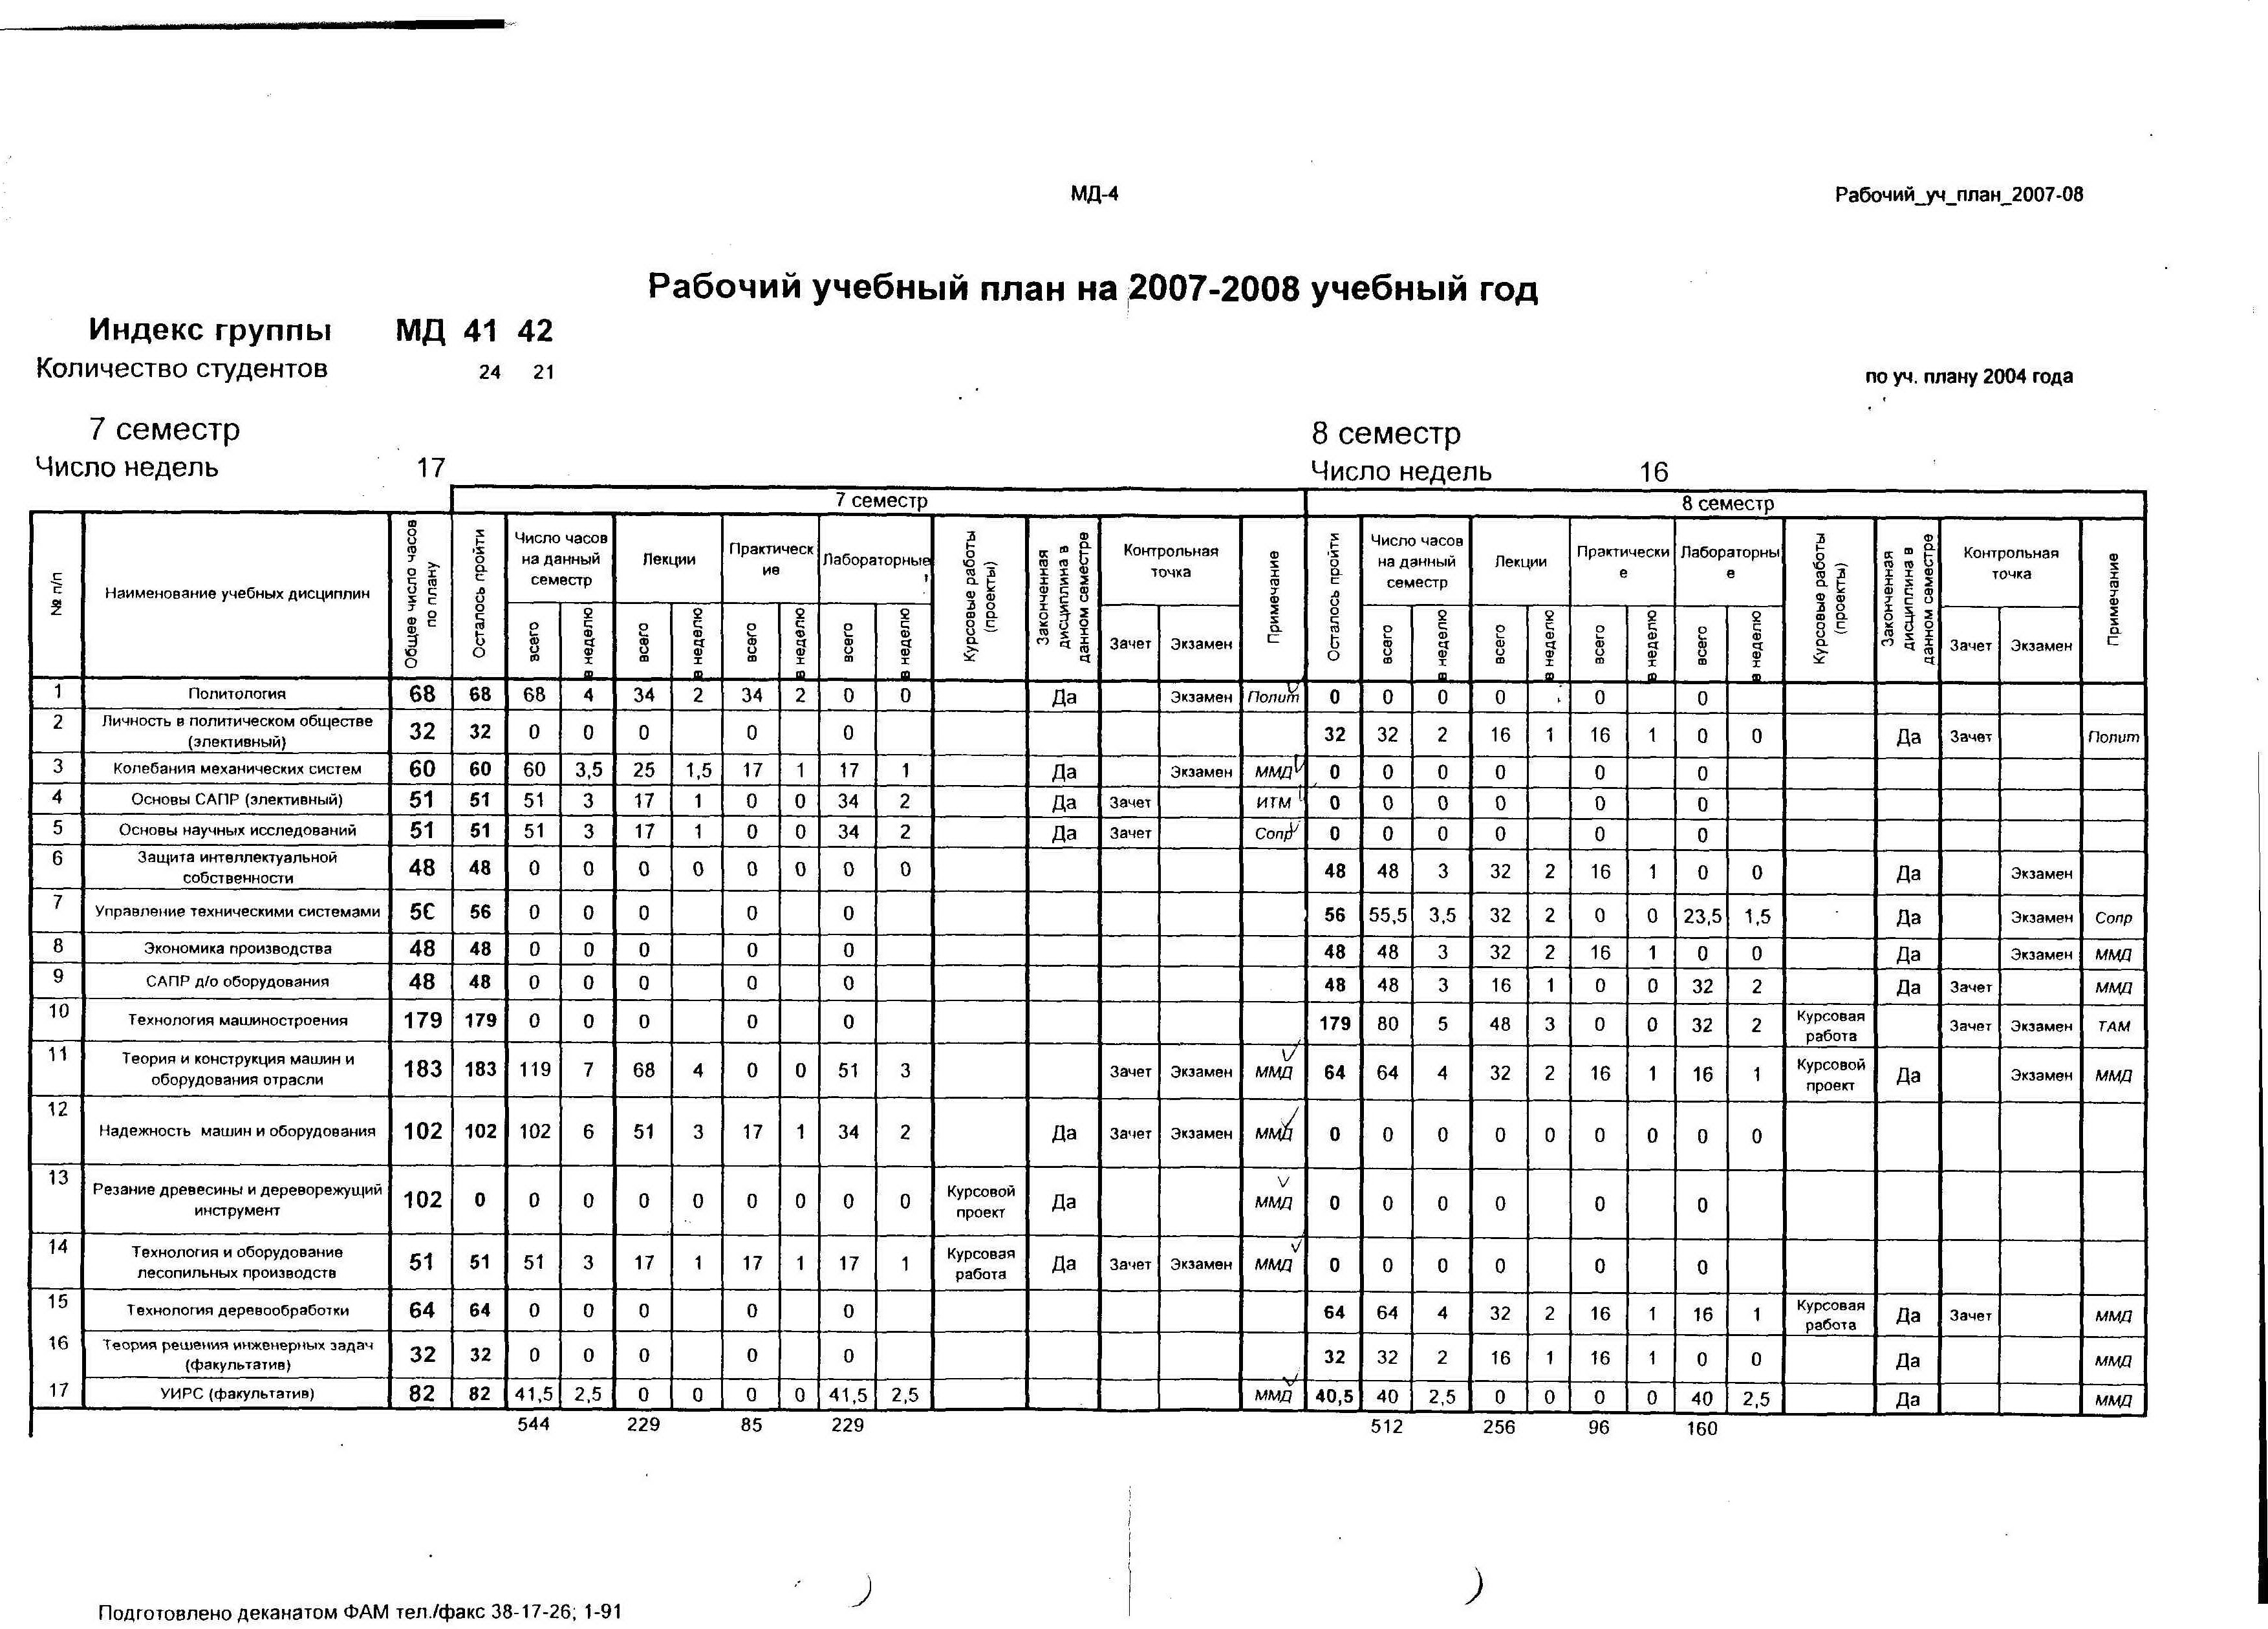 МД-4 Рабочий_уч_план_2007-08
Рабочий учебный план на 2007-2008 учебный год
Индекс группы МД 41 42
Количество студентов 24 21
по уч. плану 2004 года
7 семестр 8 семестр
Число недель 17 Число недель 16
7 семестр 8 семестр
№ п/п Наименование учебных дисциплин Общее число часов по плану Осталось пройти Число часов на данный семестр Лекции Практические Лабораторные Курсовые работы (проекты) Законченная дисциплина в данном семестре Контрольная точка Примечание Осталось пройти Число часов на данный семестр Лекции Практические Лабораторные Курсовые работы (проекты) Законченная дисциплина в данном семестре Контрольная точка Примечание
всего в неделю всего в неделю всего в неделю всего в неделю Зачет Экзамен всего в неделю всего в неделю всего в неделю всего в неделю Зачет Экзамен
1 Политология 68 68 68 4 34 2 34 2 0 0 Да Экзамен Полит 0 0 0 0 0 0
2 Личность в политическом обществе (элективный) 32 32 0 0 0 0 0 32 32 2 16 1 16 1 0 0 Да Зачет Полит
3 Колебания механических систем 60 60 60 3,5 25 1,5 17 1 17 1 Да Экзамен ММД 0 0 0 0 0 0
4 Основы САПР (элективный) 51 51 51 3 17 1 0 0 34 2 Да Зачет ИТМ 0 0 0 0 0 0
5 Основы научных исследований 51 51 51 3 17 1 0 0 34 2 Да Зачет Сопр 0 0 0 0 0 0
6 Защита интеллектуальной собственности 48 48 0 0 0 0 0 0 0 0 48 48 3 32 2 16 1 0 0 Да Экзамен
7 Управление техническими системами 5С 56 0 0 0 0 0 56 55,5 3,5 32 2 0 0 23,5 1,5 Да Экзамен Сопр
8 Экономика производства 48 48 0 0 0 0 0 48 48 3 32 2 16 1 0 0 Да Экзамен ММД
9 САПР д/о оборудования 48 48 0 0 0 0 0 48 48 3 16 1 0 0 32 2 Да Зачет ММД
10 Технология машиностроения 179 179 0 0 0 0 0 179 80 5 48 3 0 0 32 2 Курсовая работа Зачет Экзамен ТАМ
11 Теория и конструкция машин и оборудования отрасли 183 183 119 7 68 4 0 0 51 3 Зачет Экзамен ММД 64 64 4 32 2 16 1 16 1 Курсовой проект Да Экзамен ММД
12 Надежность машин и оборудования 102 102 102 6 51 3 17 1 34 2 Да Зачет Экзамен ММД 0 0 0 0 0 0 0 0 0
13 Резание древесины и дереворежущий инструмент 102 0 0 0 0 0 0 0 0 0 Курсовой проект Да ММД 0 0 0 0 0 0
14 Технология и оборудование лесопильных производств 51 51 51 3 17 1 17 1 17 1 Курсовая работа Да Зачет Экзамен ММД 0 0 0 0 0 0
15 Технология деревообработки 64 64 0 0 0 0 0 64 64 4 32 2 16 1 16 1 Курсовая работа Да Зачет ММД
16 Теория решения инженерных задач (факультатив) 32 32 0 0 0 0 0 32 32 2 16 1 16 1 0 0 Да ММД
17 УИРС (факультатив) 82 82 41,5 2,5 0 0 0 0 41,5 2,5 ММД 40,5 40 2,5 0 0 0 0 40 2,5 Да ММД
544 229 85 229 512 256 96 160
Подготовлено деканатом ФАМ тел./факс 38-17-26; 1-91